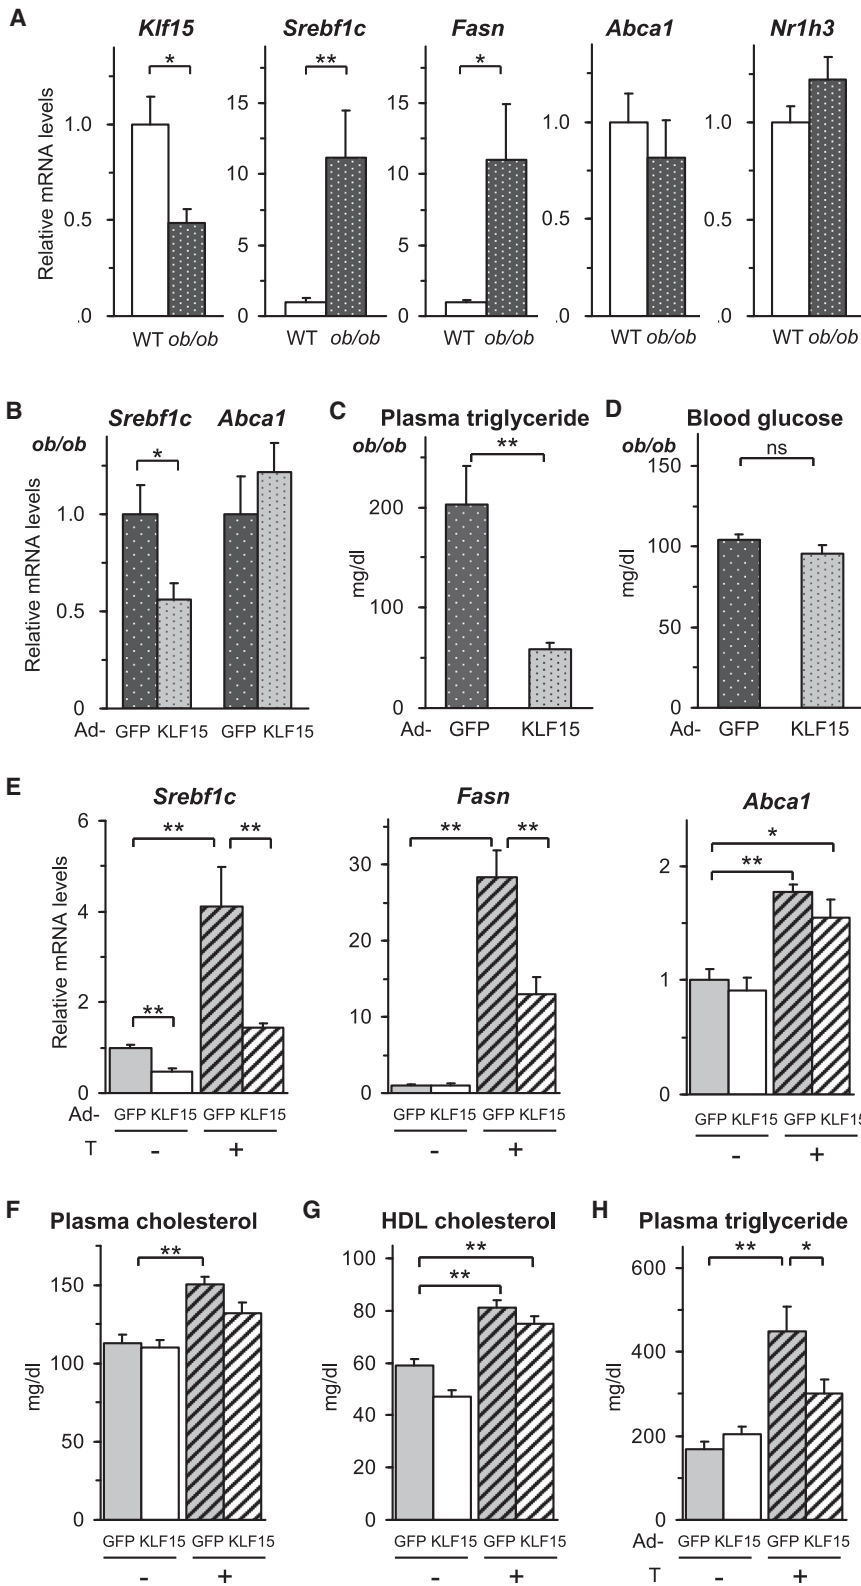 A
Klf15 Srebf1c Fasn Abca1 Nr1h3
* ** *
Relative mRNA levels
1.0 0.5 .0
15 10 5 0
15 10 5 0
1.0 .5 .0
1.0 0.5 .0
WT ob/ob WT ob/ob WT ob/ob WT ob/ob WT ob/ob
B
Srebf1c Abca1
ob/ob
*
Relative mRNA levels
1.0
0.5
0
Ad- GFP KLF15 GFP KLF15
C Plasma triglyceride
ob/ob
**
mg/dl
200
100
0
Ad- GFP KLF15
D Blood glucose
ob/ob
ns
mg/dl
150
100
50
0
Ad- GFP KLF15
E
Srebf1c
** **
**
Relative mRNA levels
6
4
2
0
Ad- GFP KLF15 GFP KLF15
T - +
Fasn
** **
30
20
10
0
GFP KLF15 GFP KLF15
- +
Abca1
*
**
2
1
0
GFP KLF15 GFP KLF15
- +
F Plasma cholesterol
**
mg/dl
150
100
50
0
GFP KLF15 GFP KLF15
- +
G HDL cholesterol
**
**
mg/dl
100
80
60
40
20
0
GFP KLF15 GFP KLF15
- +
H Plasma triglyceride
** *
mg/dl
600
400
200
0
Ad- GFP KLF15 GFP KLF15
T - +